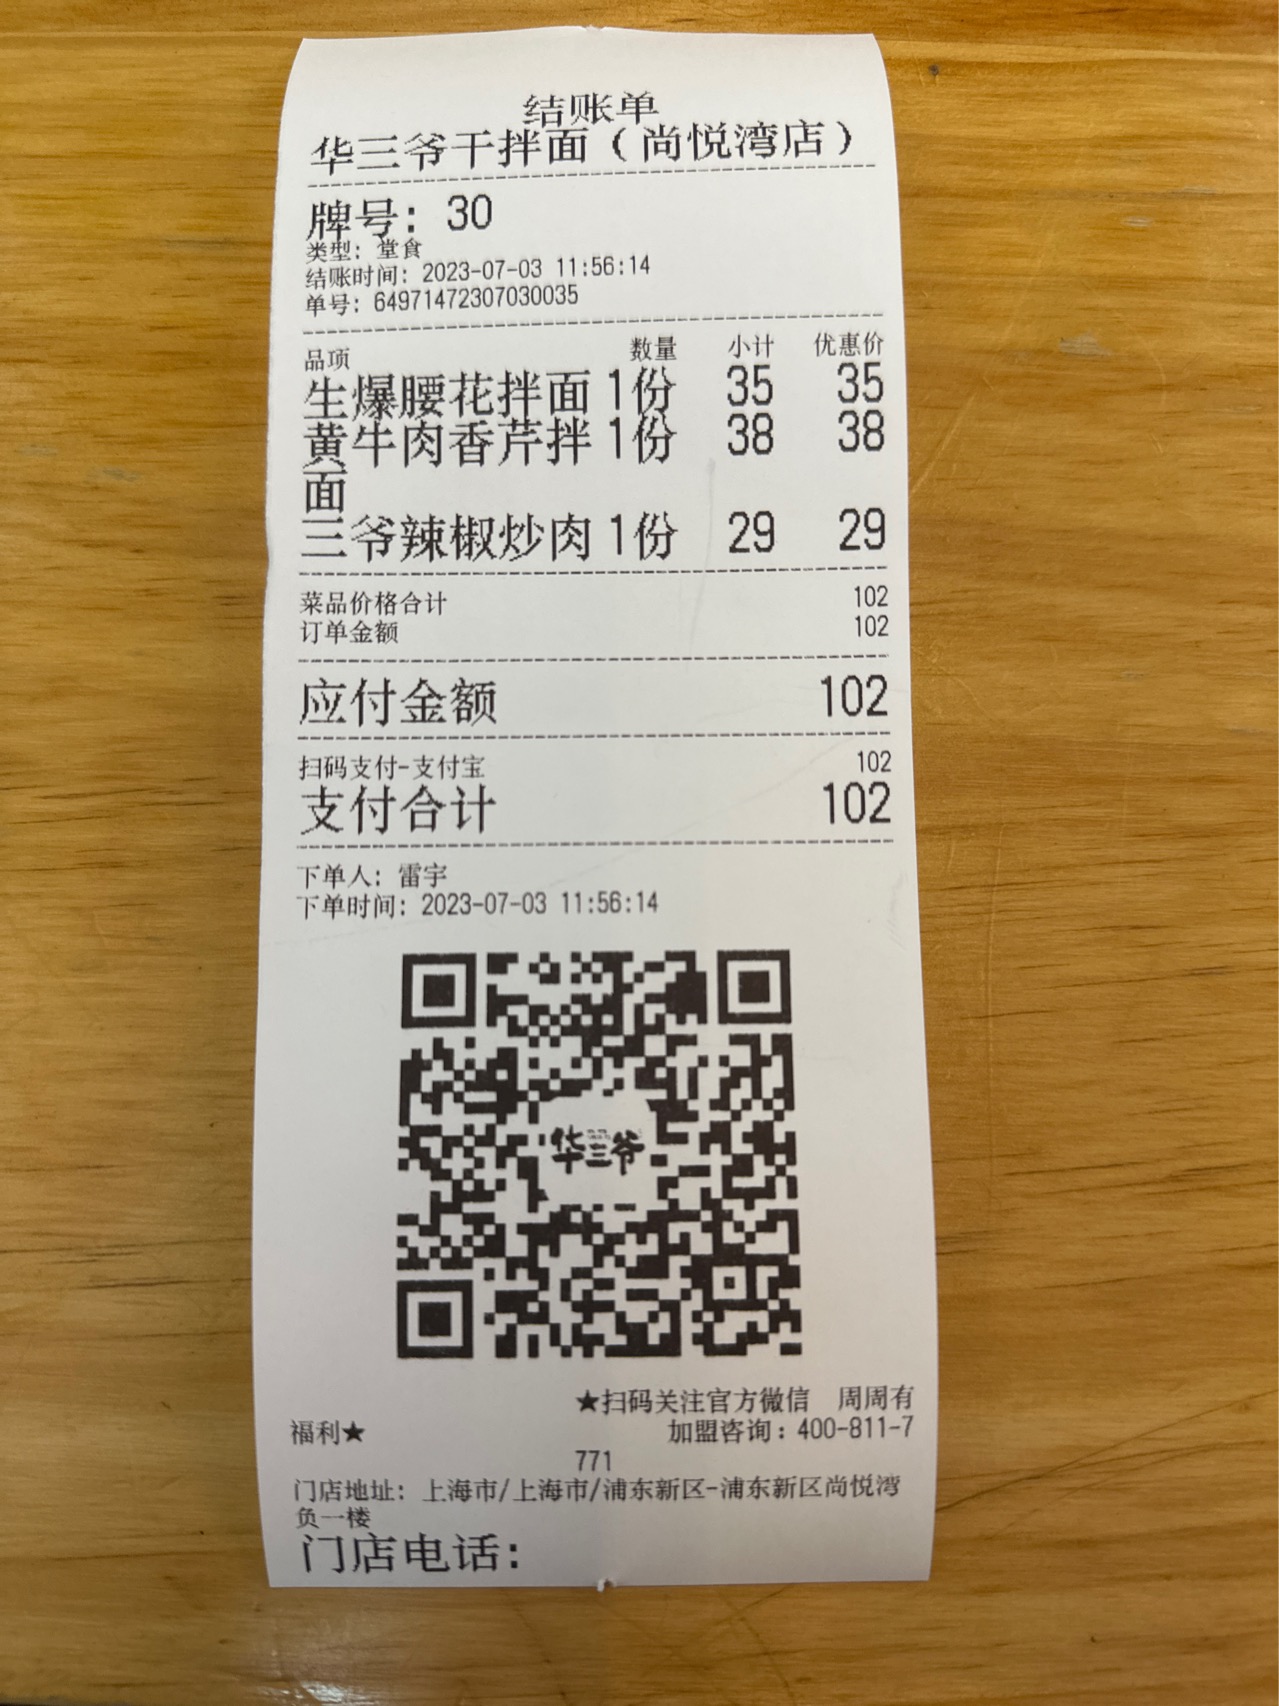 结账单
华三爷干拌面（尚悦湾店）
牌号：30
类型：堂食
结账时间：2023-07-03 11:56:14
单号：64971472307030035
品项 数量 小计 优惠价
生爆腰花拌面 1份 35 35
黄牛肉香芹拌 1份 38 38
面
三爷辣椒炒肉 1份 29 29
菜品价格合计 102
订单金额 102
应付金额 102
扫码支付-支付宝 102
支付合计 102
下单人：雷宇
下单时间：2023-07-03 11:56:14
华三爷
★扫码关注官方微信 周周有
福利★ 加盟咨询：400-811-7
771
门店地址：上海市/上海市/浦东新区-浦东新区尚悦湾
负一楼
门店电话：